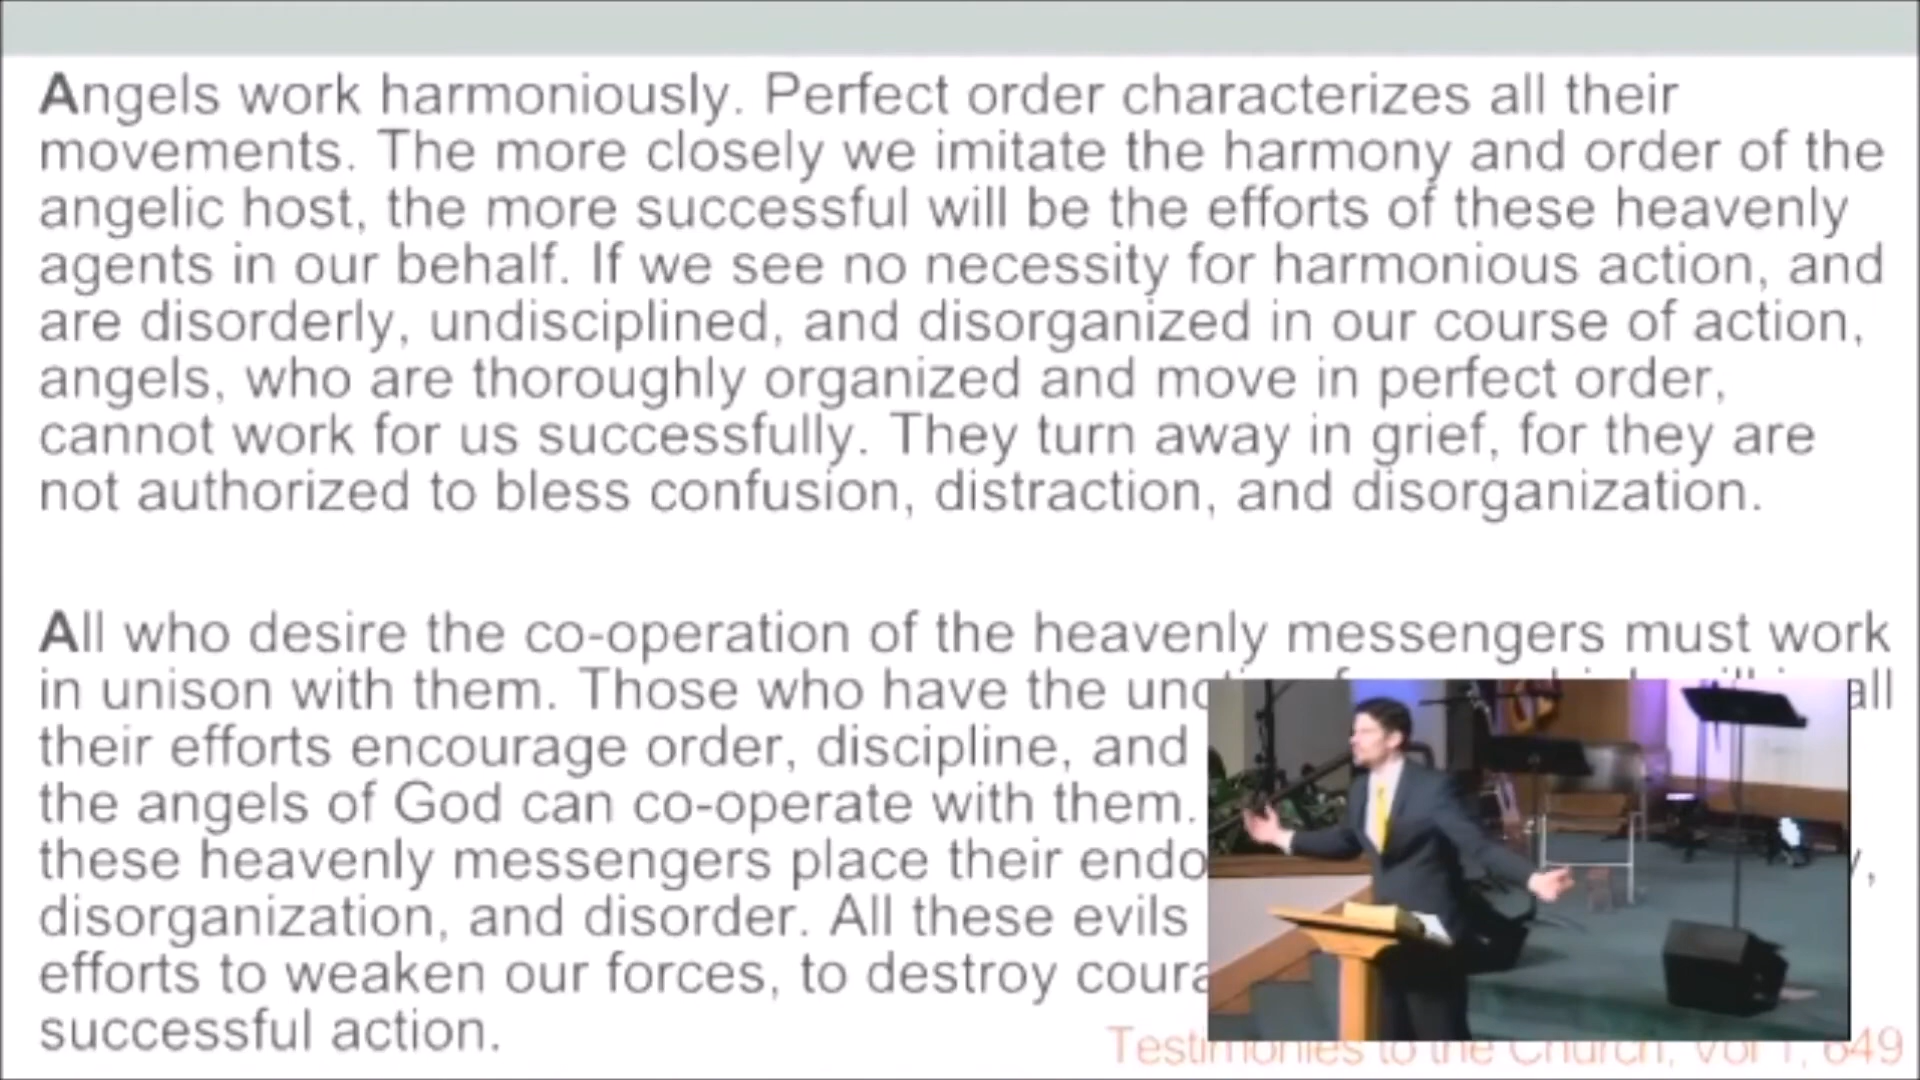 Angels work harmoniously. Perfect order characterizes all their
movements. The more closely we imitate the harmony and order of the
angelic host, the more successful will be the efforts of these heavenly
agents in our behalf. If we see no necessity for harmonious action, and
are disorderly, undisciplined, and disorganized in our course of action,
angels, who are thoroughly organized and move in perfect order,
cannot work for us successfully. They turn away in grief, for they are
not authorized to bless confusion, distraction, and disorganization.
All who desire the co-operation of the heavenly messengers must work
in unison with them. Those who have the all
their efforts encourage order, discipline, and
the angels of God can co-operate with them.
these heavenly messengers place their
disorganization, and disorder. All these evils
efforts to weaken our forces, to destroy
successful action.
Testimonies to the Church, Vol 1, 649